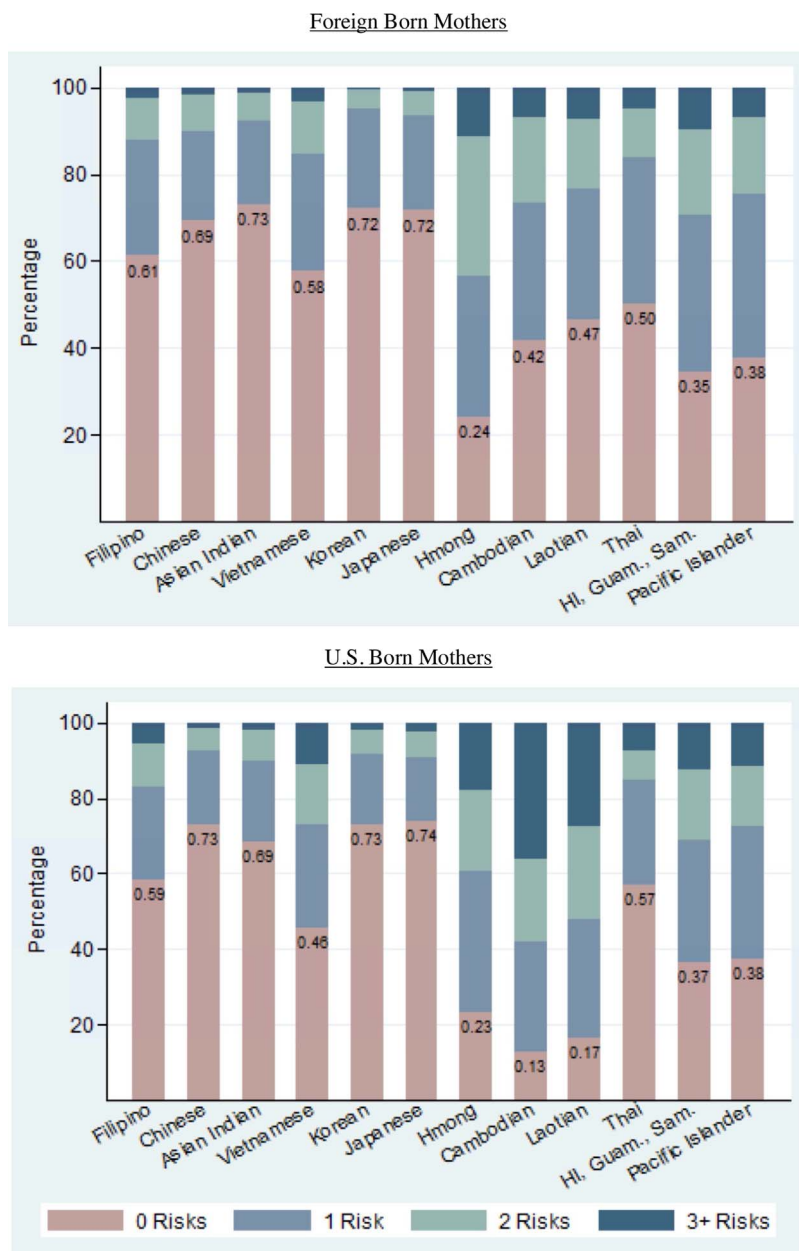 Foreign Born Mothers
100
80
60
40
20
Percentage
0.61
0.69
0.73
0.58
0.72
0.72
0.24
0.42
0.47
0.50
0.35
0.38
Filipino
Chinese
Asian Indian
Vietnamese
Korean
Japanese
Hmong
Cambodian
Laotian
Thai
HI, Guam., Sam.
Pacific Islander
U.S. Born Mothers
100
80
60
40
20
Percentage
0.59
0.73
0.69
0.46
0.73
0.74
0.23
0.13
0.17
0.57
0.37
0.38
Filipino
Chinese
Asian Indian
Vietnamese
Korean
Japanese
Hmong
Cambodian
Laotian
Thai
HI, Guam., Sam.
Pacific Islander
0 Risks 1 Risk 2 Risks 3+ Risks